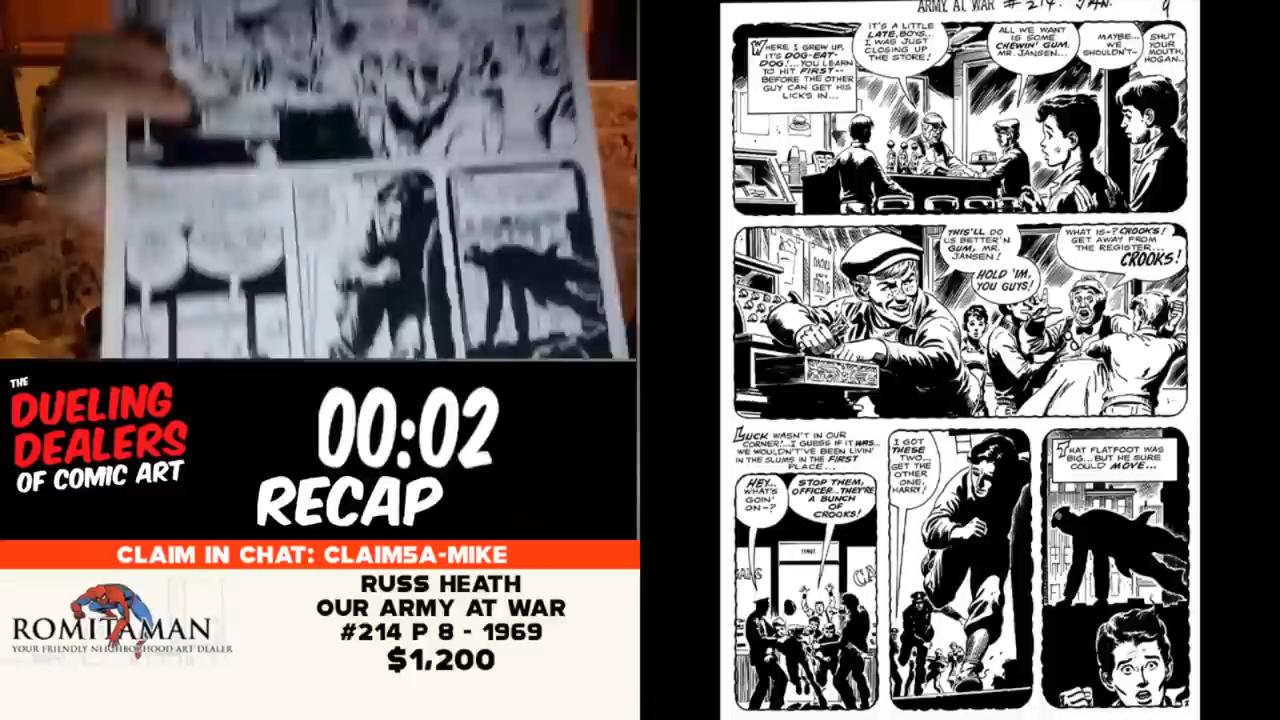 THE
DUELING
DEALERS
OF COMIC ART
00:02
RECAP
CLAIM IN CHAT: CLAIM5A-MIKE
ROMITAMAN
YOUR FRIENDLY NEIGHBORHOOD ART DEALER
RUSS HEATH
OUR ARMY AT WAR
#214 P 8 - 1969
$1,200
ARMY AT WAR #214. JAN. 9
WHERE I GREW UP,
IT'S DOG-EAT-
DOG!...YOU LEARN
TO HIT FIRST--
BEFORE THE OTHER
GUY CAN GET HIS
LICKS IN...
IT'S A LITTLE
LATE, BOYS...
I WAS JUST
CLOSING UP
THE STORE!
ALL WE WANT
IS SOME
CHEWIN' GUM,
MR. JANSEN...
MAYBE...
WE
SHOULDN'T--
SHUT
YOUR
MOUTH,
HOGAN..
THIS'LL DO
US BETTER'N
GUM, MR.
JANSEN!
HOLD 'IM,
YOU GUYS!
WHAT IS-? CROOKS!
GET AWAY FROM
THE REGISTER...
CROOKS!
LUCK WASN'T IN OUR
CORNER!...I GUESS IF IT WAS...
WE WOULDN'T'VE BEEN LIVIN'
IN THE SLUMS IN THE FIRST
PLACE...
HEY...
WHAT'S
GOIN'
ON-?
STOP THEM,
OFFICER...THEY'RE
A BUNCH
OF
CROOKS!
CA
I GOT
THESE
TWO...
GET THE
OTHER
ONE,
HARRY!
THAT FLATFOOT WAS
BIG...BUT HE SURE
COULD MOVE...